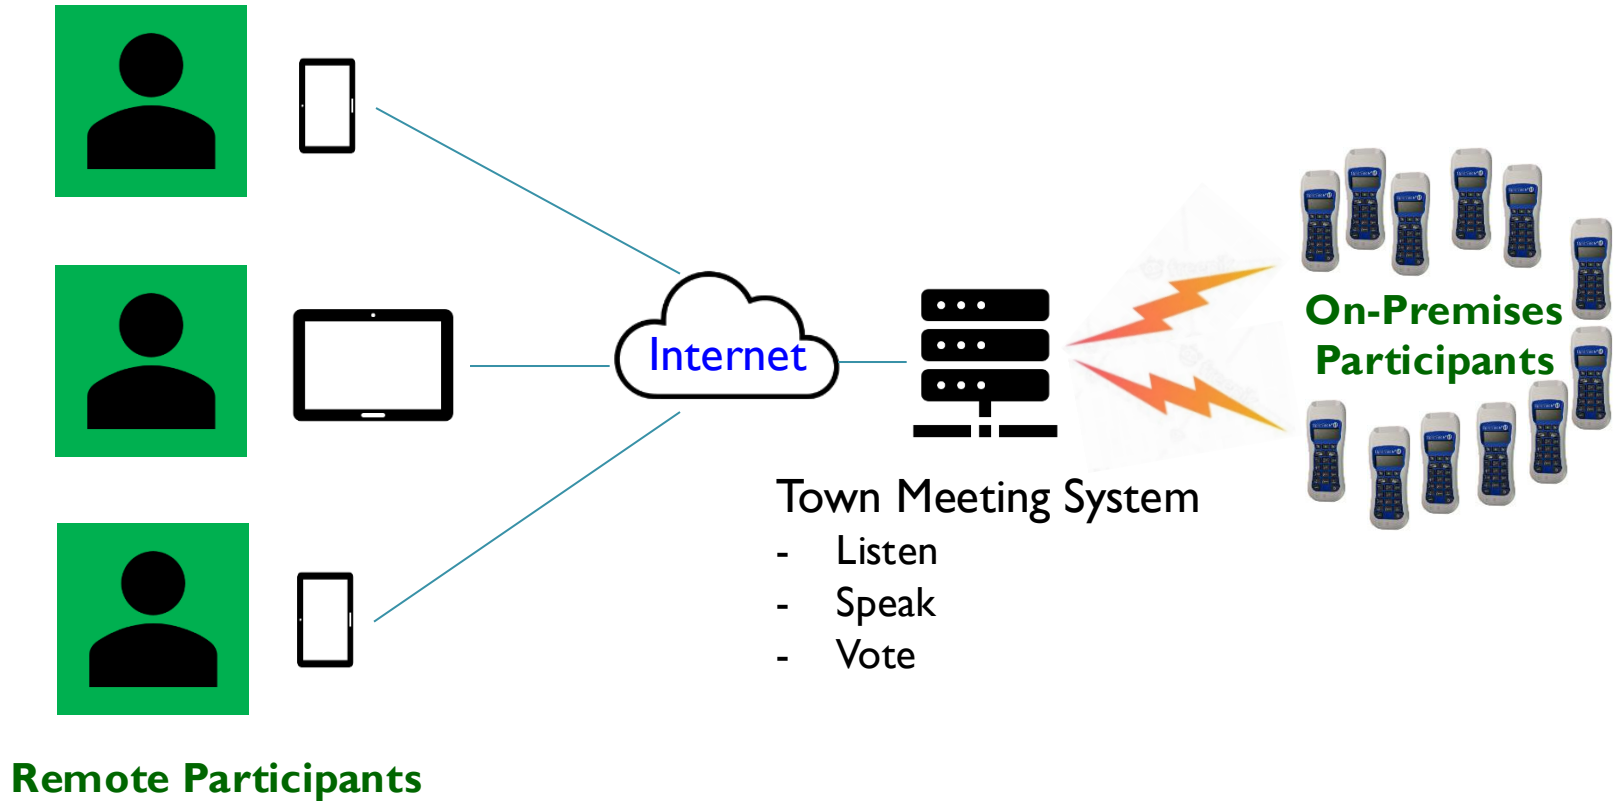 Internet
On-Premises
Participants
Town Meeting System
- Listen
- Speak
- Vote
Remote Participants